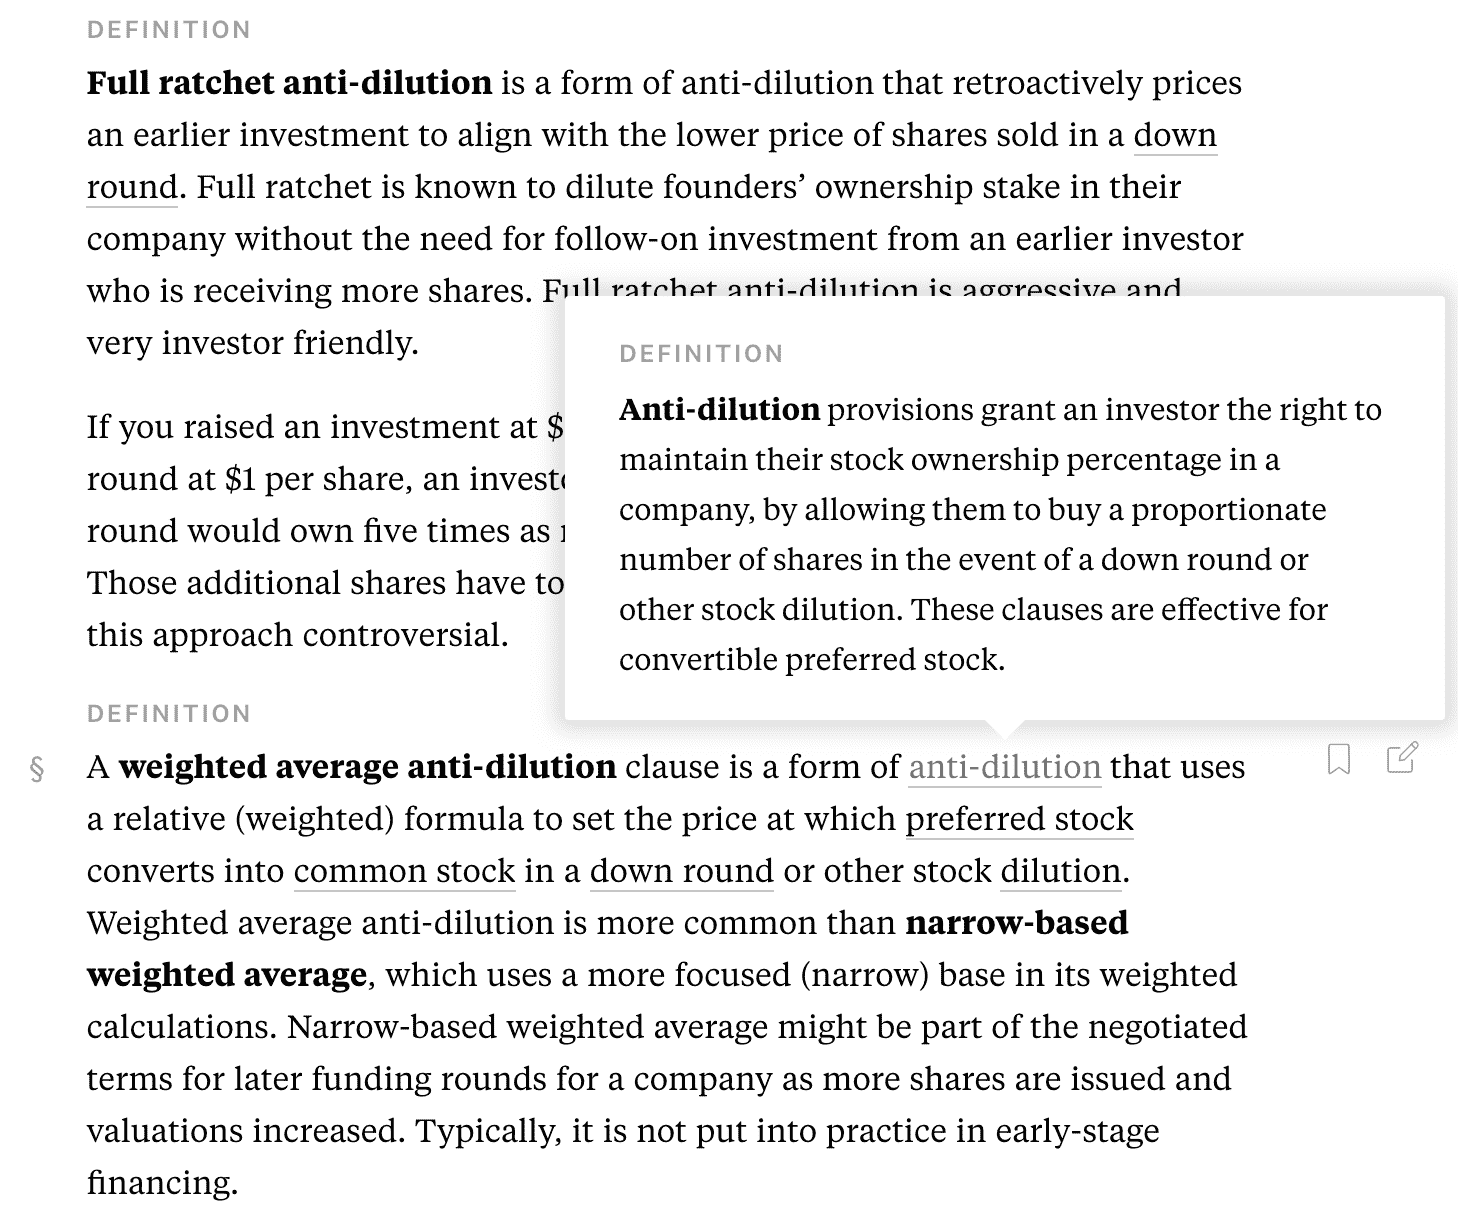 DEFINITION
Full ratchet anti-dilution is a form of anti-dilution that retroactively prices
an earlier investment to align with the lower price of shares sold in a down
round. Full ratchet is known to dilute founders’ ownership stake in their
company without the need for follow-on investment from an earlier investor
who is receiving more shares. Full ratchet anti-dilution is aggressive and
very investor friendly.
If you raised an investment at $
round at $1 per share, an
round would own five times as
Those additional shares have to
this approach controversial.
DEFINITION
Anti-dilution provisions grant an investor the right to
maintain their stock ownership percentage in a
company, by allowing them to buy a proportionate
number of shares in the event of a down round or
other stock dilution. These clauses are effective for
convertible preferred stock.
DEFINITION
§ A weighted average anti-dilution clause is a form of anti-dilution that uses
a relative (weighted) formula to set the price at which preferred stock
converts into common stock in a down round or other stock dilution.
Weighted average anti-dilution is more common than narrow-based
weighted average, which uses a more focused (narrow) base in its weighted
calculations. Narrow-based weighted average might be part of the negotiated
terms for later funding rounds for a company as more shares are issued and
valuations increased. Typically, it is not put into practice in early-stage
financing.